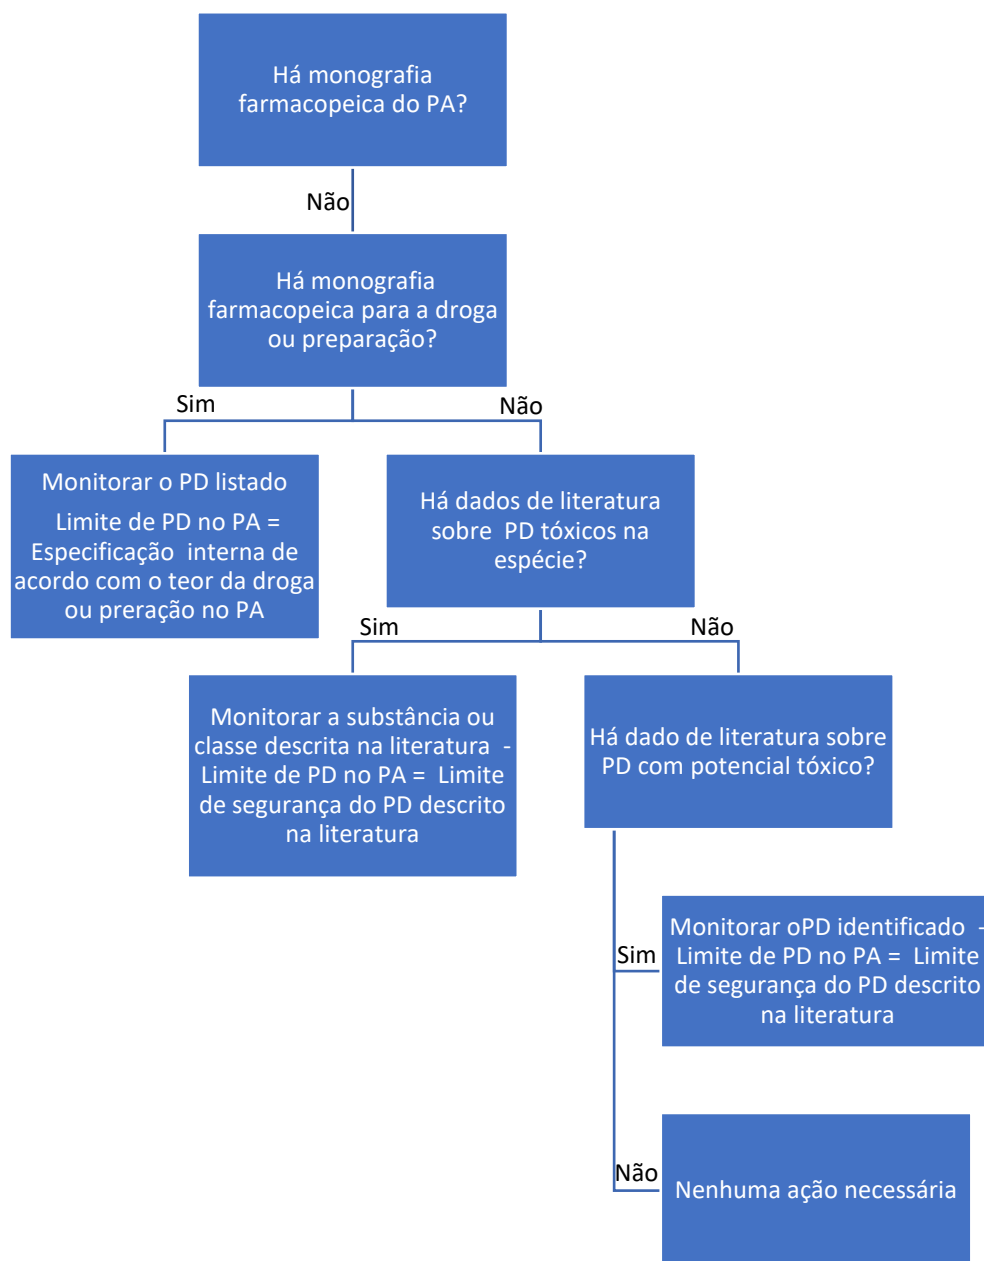 Há monografia
farmacopeica do PA?
Não
Há monografia
farmacopeica para a droga
ou preparação?
Sim
Não
Monitorar o PD listado
Limite de PD no PA =
Especificação interna de
acordo com o teor da droga
ou preração no PA
Há dados de literatura
sobre PD tóxicos na
espécie?
Sim
Não
Monitorar a substância ou
classe descrita na literatura -
Limite de PD no PA = Limite
de segurança do PD descrito
na literatura
Há dado de literatura sobre
PD com potencial tóxico?
Sim
Monitorar oPD identificado -
Limite de PD no PA = Limite
de segurança do PD descrito
na literatura
Não
Nenhuma ação necessária